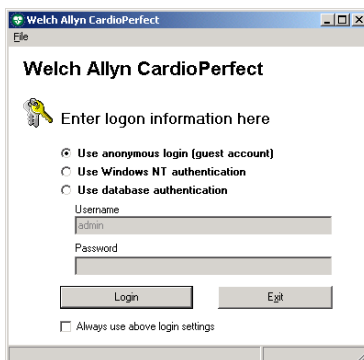 Welch Allyn CardioPerfect
File
Welch Allyn CardioPerfect
Enter logon information here
Use anonymous login (guest account)
Use Windows NT authentication
Use database authentication
Username
admin
Password
Login
Exit
Always use above login settings